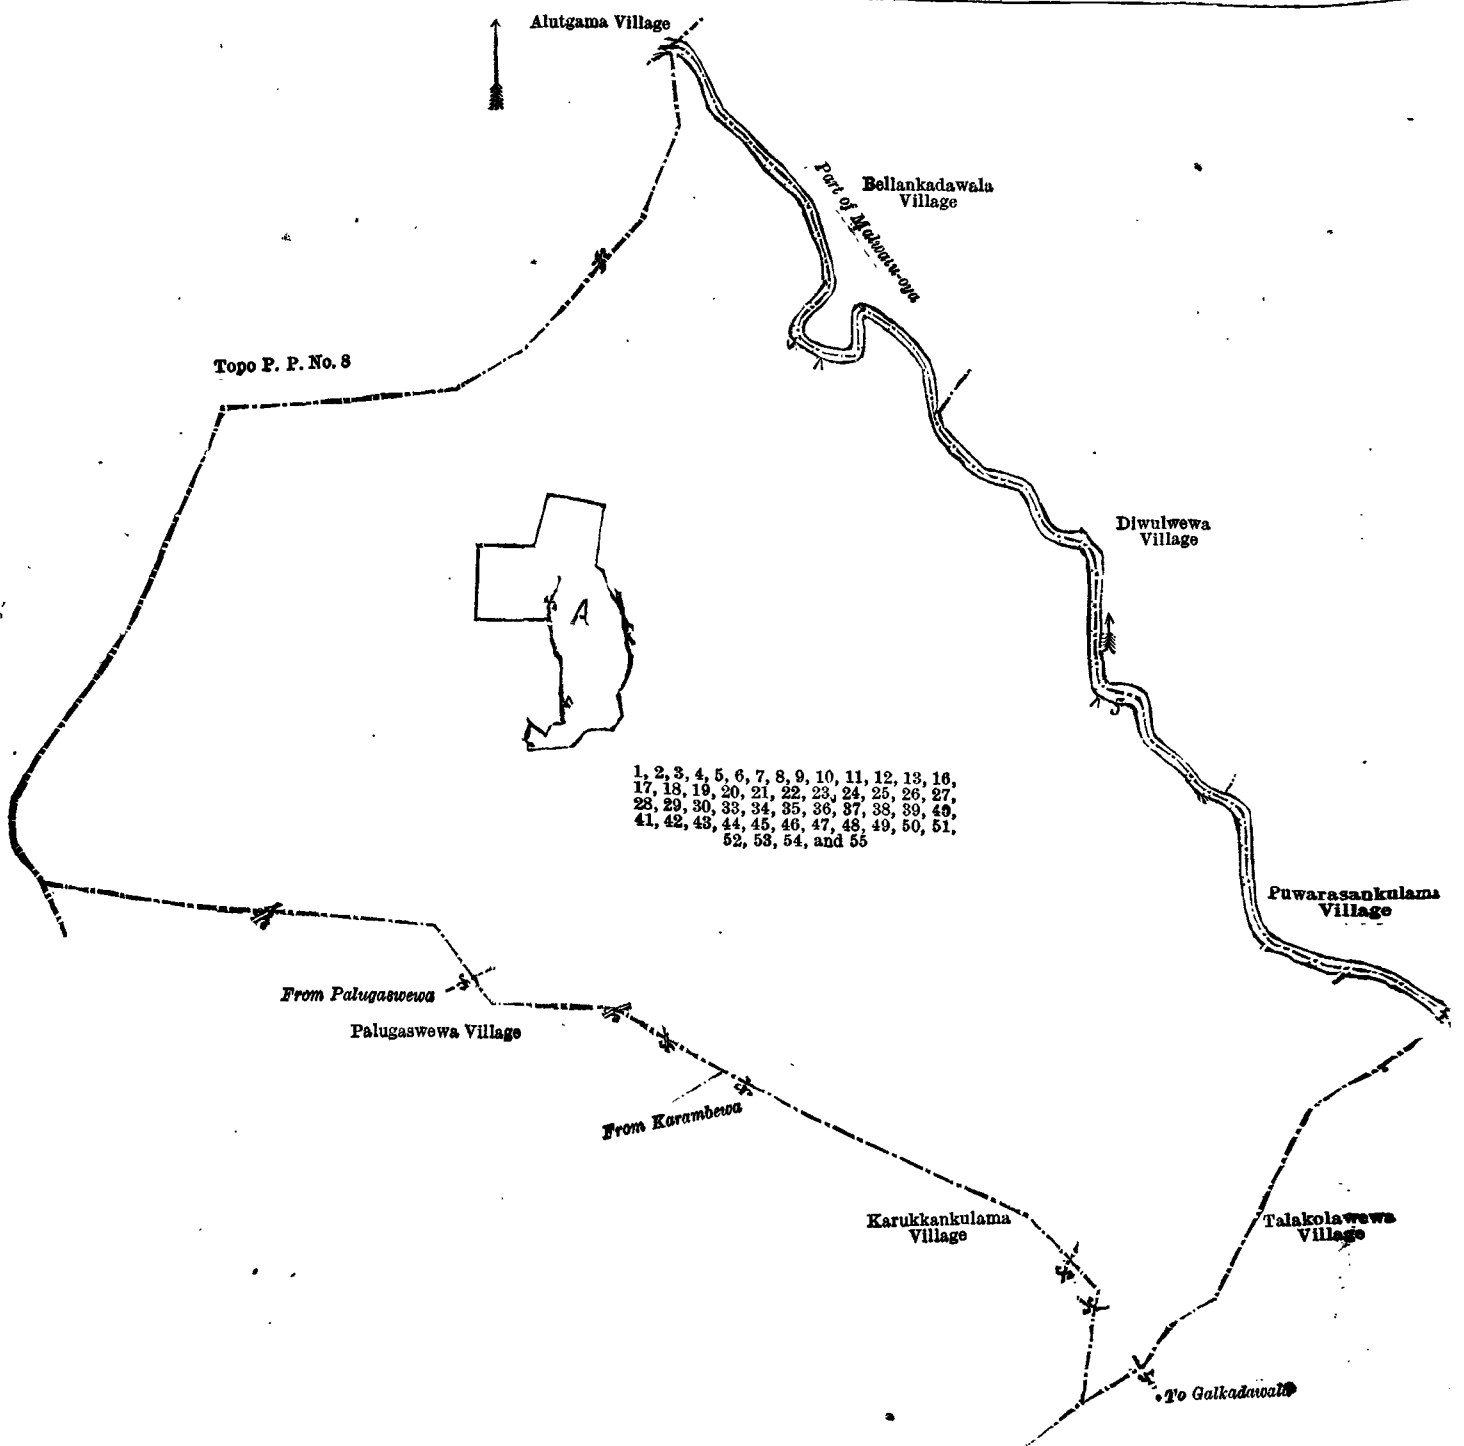 Alutgama Village
Bellankadawala
Village
Part of Malwatu-oya
Topo P. P. No. 8
Diwulwewa
Village
A
1, 2, 3, 4, 5, 6, 7, 8, 9, 10, 11, 12, 13, 16,
17, 18, 19, 20, 21, 22, 23, 24, 25, 26, 27,
28, 29, 30, 33, 34, 35, 36, 37, 38, 39, 40,
41, 42, 43, 44, 45, 46, 47, 48, 49, 50, 51,
52, 53, 54, and 55
Puwarasankulama
Village
From Palugaswewa
Palugaswewa Village
From Karambewa
Karukkankulama
Village
Talakolawewa
Village
To Galkadawala